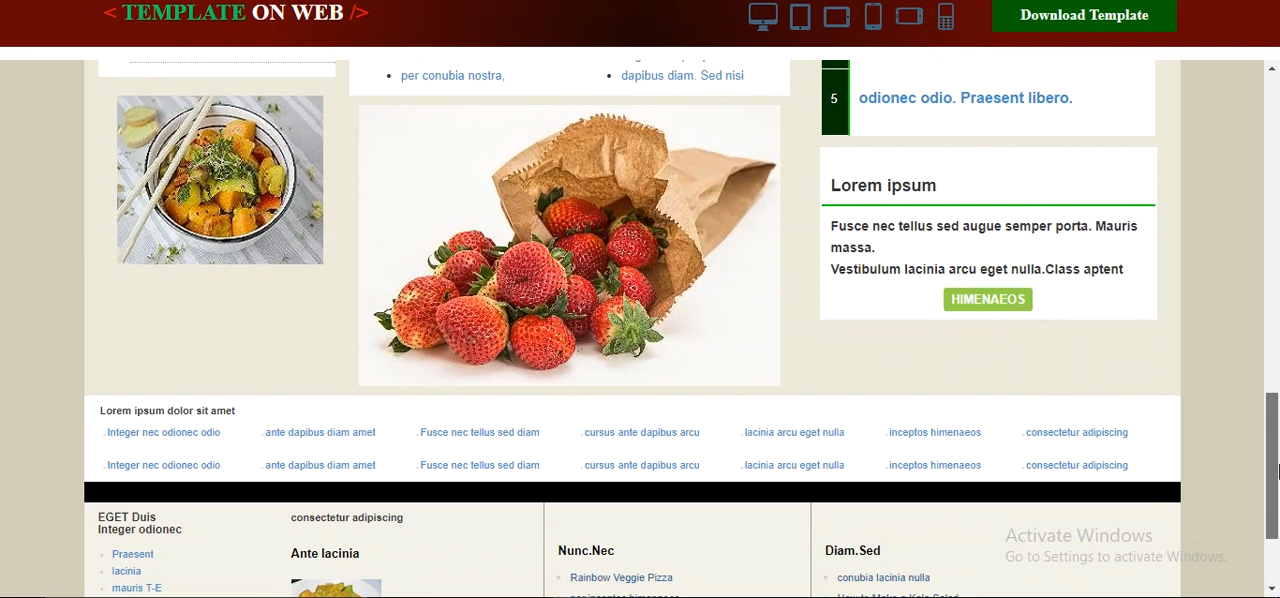 < TEMPLATE ON WEB />
Download Template
per conubia nostra,
dapibus diam. Sed nisi
5
odionec odio. Praesent libero.
Lorem ipsum
Fusce nec tellus sed augue semper porta. Mauris
massa.
Vestibulum lacinia arcu eget nulla.Class aptent
HIMENAEOS
Lorem ipsum dolor sit amet
Integer nec odionec odio
ante dapibus diam amet
Fusce nec tellus sed diam
cursus ante dapibus arcu
lacinia arcu eget nulla
inceptos himenaeos
consectetur adipiscing
Integer nec odionec odio
ante dapibus diam amet
Fusce nec tellus sed diam
cursus ante dapibus arcu
lacinia arcu eget nulla
inceptos himenaeos
consectetur adipiscing
EGET Duis
Integer odionec
Praesent
lacinia
mauris T-E
consectetur adipiscing
Ante lacinia
Nunc.Nec
Rainbow Veggie Pizza
Diam.Sed
conubia lacinia nulla
Activate Windows
Go to Settings to activate Windows.